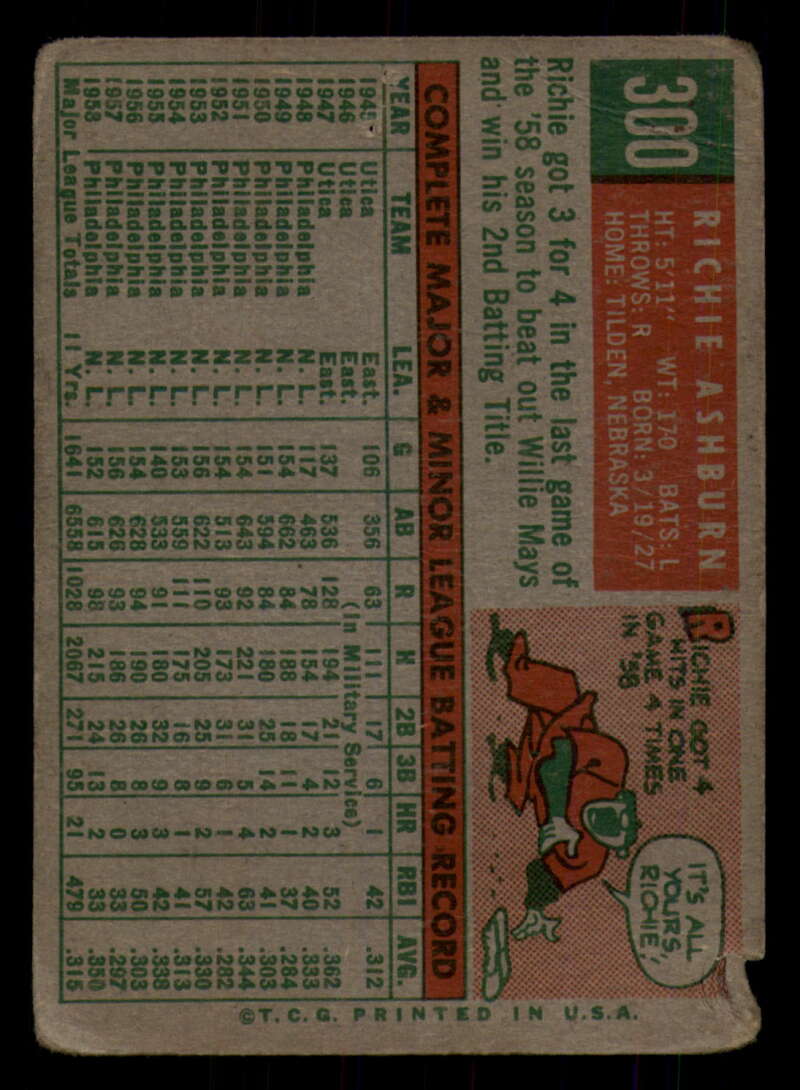 300
RICHIE ASHBURN
HT: 5'11" WT: 170 BATS: L
THROWS: R BORN: 3/19/27
HOME: TILDEN, NEBRASKA
Richie got 3 for 4 in the last game of
the '58 season to beat out Willie Mays
and win his 2nd Batting Title.
RICHIE GOT 4
HITS IN ONE
GAME 4 TIMES
IN '58
IT'S ALL
YOURS,
RICHIE!
COMPLETE MAJOR & MINOR LEAGUE BATTING RECORD
YEAR TEAM LEA. G AB R H 2B 3B HR RBI AVG.
1945 Utica East. 106 356 63 111 17 6 1 42 .312
1946 Utica East. (In Military Service)
1947 Utica East. 137 536 128 194 21 12 3 52 .362
1948 Philadelphia N. L. 117 463 78 154 17 4 2 40 .333
1949 Philadelphia N. L. 154 662 84 188 18 11 1 37 .284
1950 Philadelphia N. L. 151 594 84 180 25 14 2 41 .303
1951 Philadelphia N. L. 154 643 92 221 31 5 4 63 .344
1952 Philadelphia N. L. 154 513 93 173 31 6 1 42 .282
1953 Philadelphia N. L. 156 622 110 205 25 9 2 57 .330
1954 Philadelphia N. L. 153 559 111 175 16 8 1 41 .313
1955 Philadelphia N. L. 140 533 91 180 32 9 3 42 .338
1956 Philadelphia N. L. 154 628 94 190 26 8 3 50 .303
1957 Philadelphia N. L. 156 626 93 186 26 8 0 33 .297
1958 Philadelphia N. L. 152 615 98 215 24 13 2 33 .350
Major League Totals 11 Yrs. 1641 6558 1028 2067 271 95 21 479 .315
©T.C.G. PRINTED IN U.S.A.